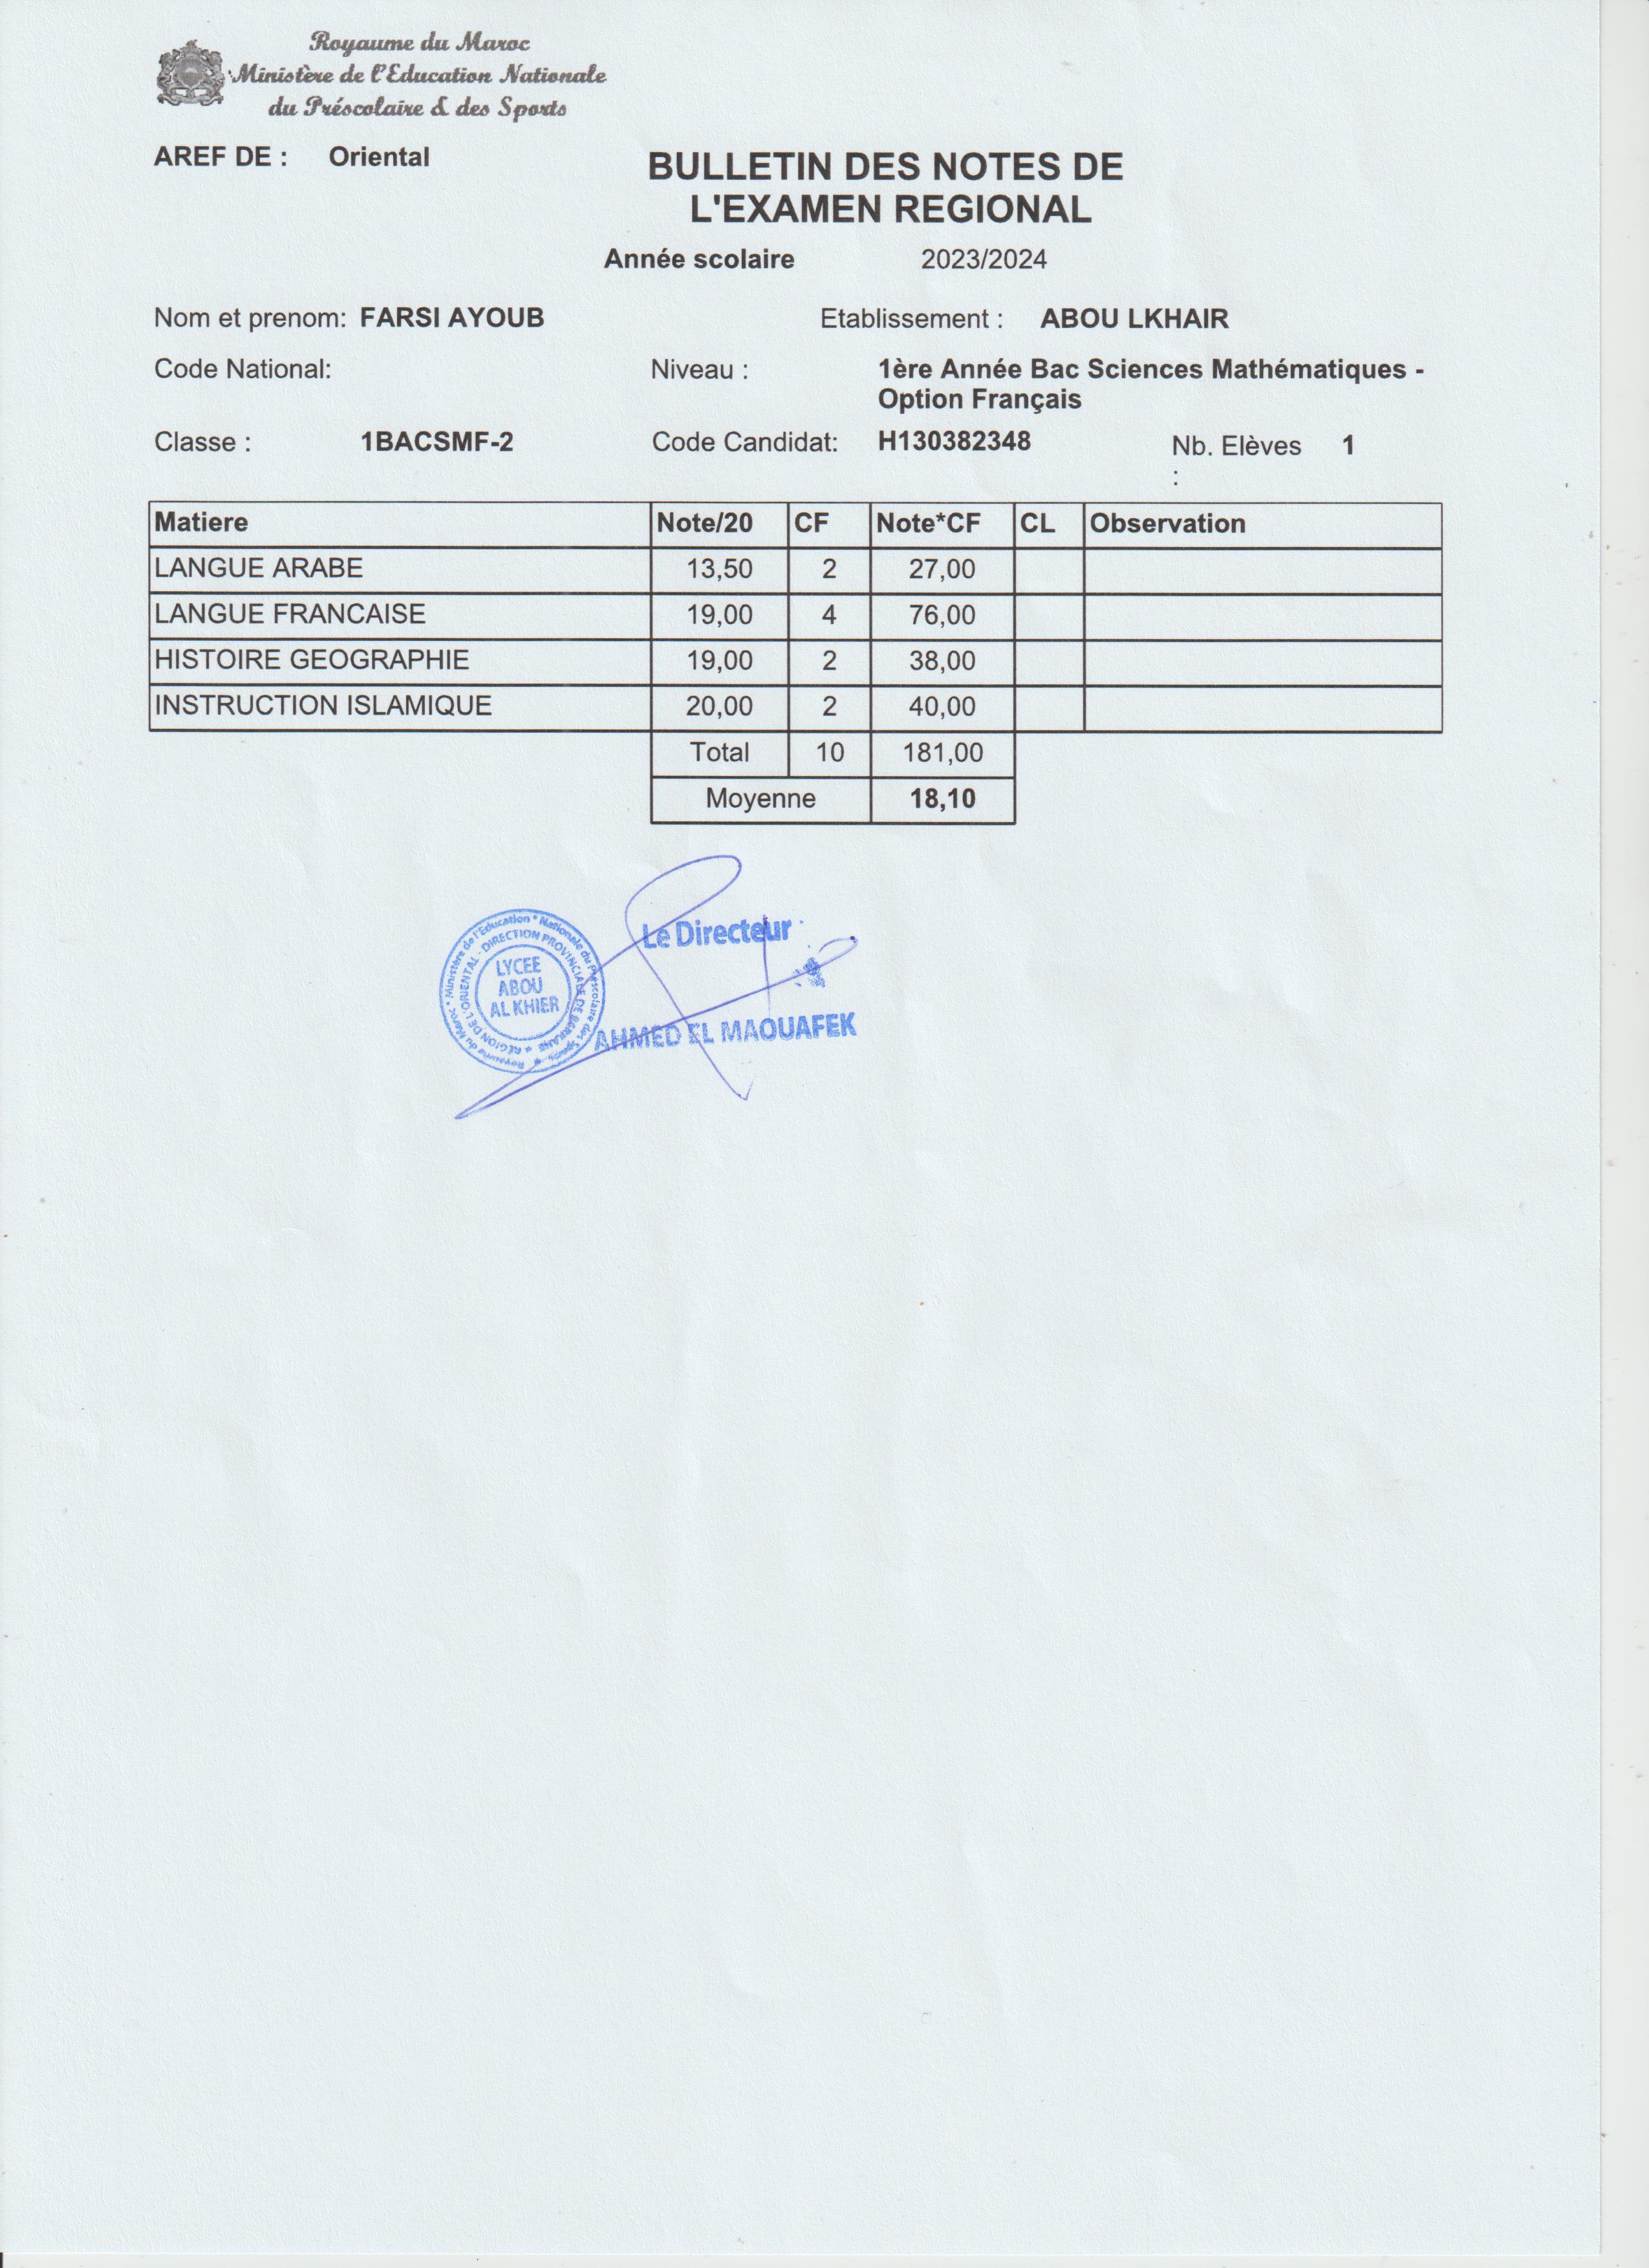 Royaume du Maroc
Ministère de l'Education Nationale
du Préscolaire & des Sports
AREF DE : Oriental
BULLETIN DES NOTES DE
L'EXAMEN REGIONAL
Année scolaire 2023/2024
Nom et prenom: FARSI AYOUB Etablissement : ABOU LKHAIR
Code National: Niveau : 1ère Année Bac Sciences Mathématiques -
Option Français
Classe : 1BACSMF-2 Code Candidat: H130382348 Nb. Elèves 1
:
Matiere Note/20 CF Note*CF CL Observation
LANGUE ARABE 13,50 2 27,00
LANGUE FRANCAISE 19,00 4 76,00
HISTOIRE GEOGRAPHIE 19,00 2 38,00
INSTRUCTION ISLAMIQUE 20,00 2 40,00
Total 10 181,00
Moyenne 18,10
Le Directeur
AHMED EL MAOUAFEK
LYCEE
ABOU
AL KHIER
Royaume du Maroc * Ministère de l'Education * Nationale du Préscolaire des Sports
REGION DE L'ORIENTAL - DIRECTION PROVINCIALE DE BERKANE